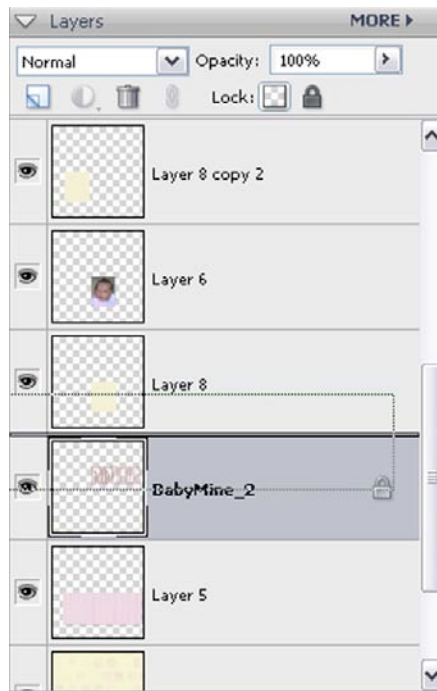 Layers MORE
Normal Opacity: 100%
Lock:
Layer 8 copy 2
Layer 6
Layer 8
BabyMine_2
Layer 5